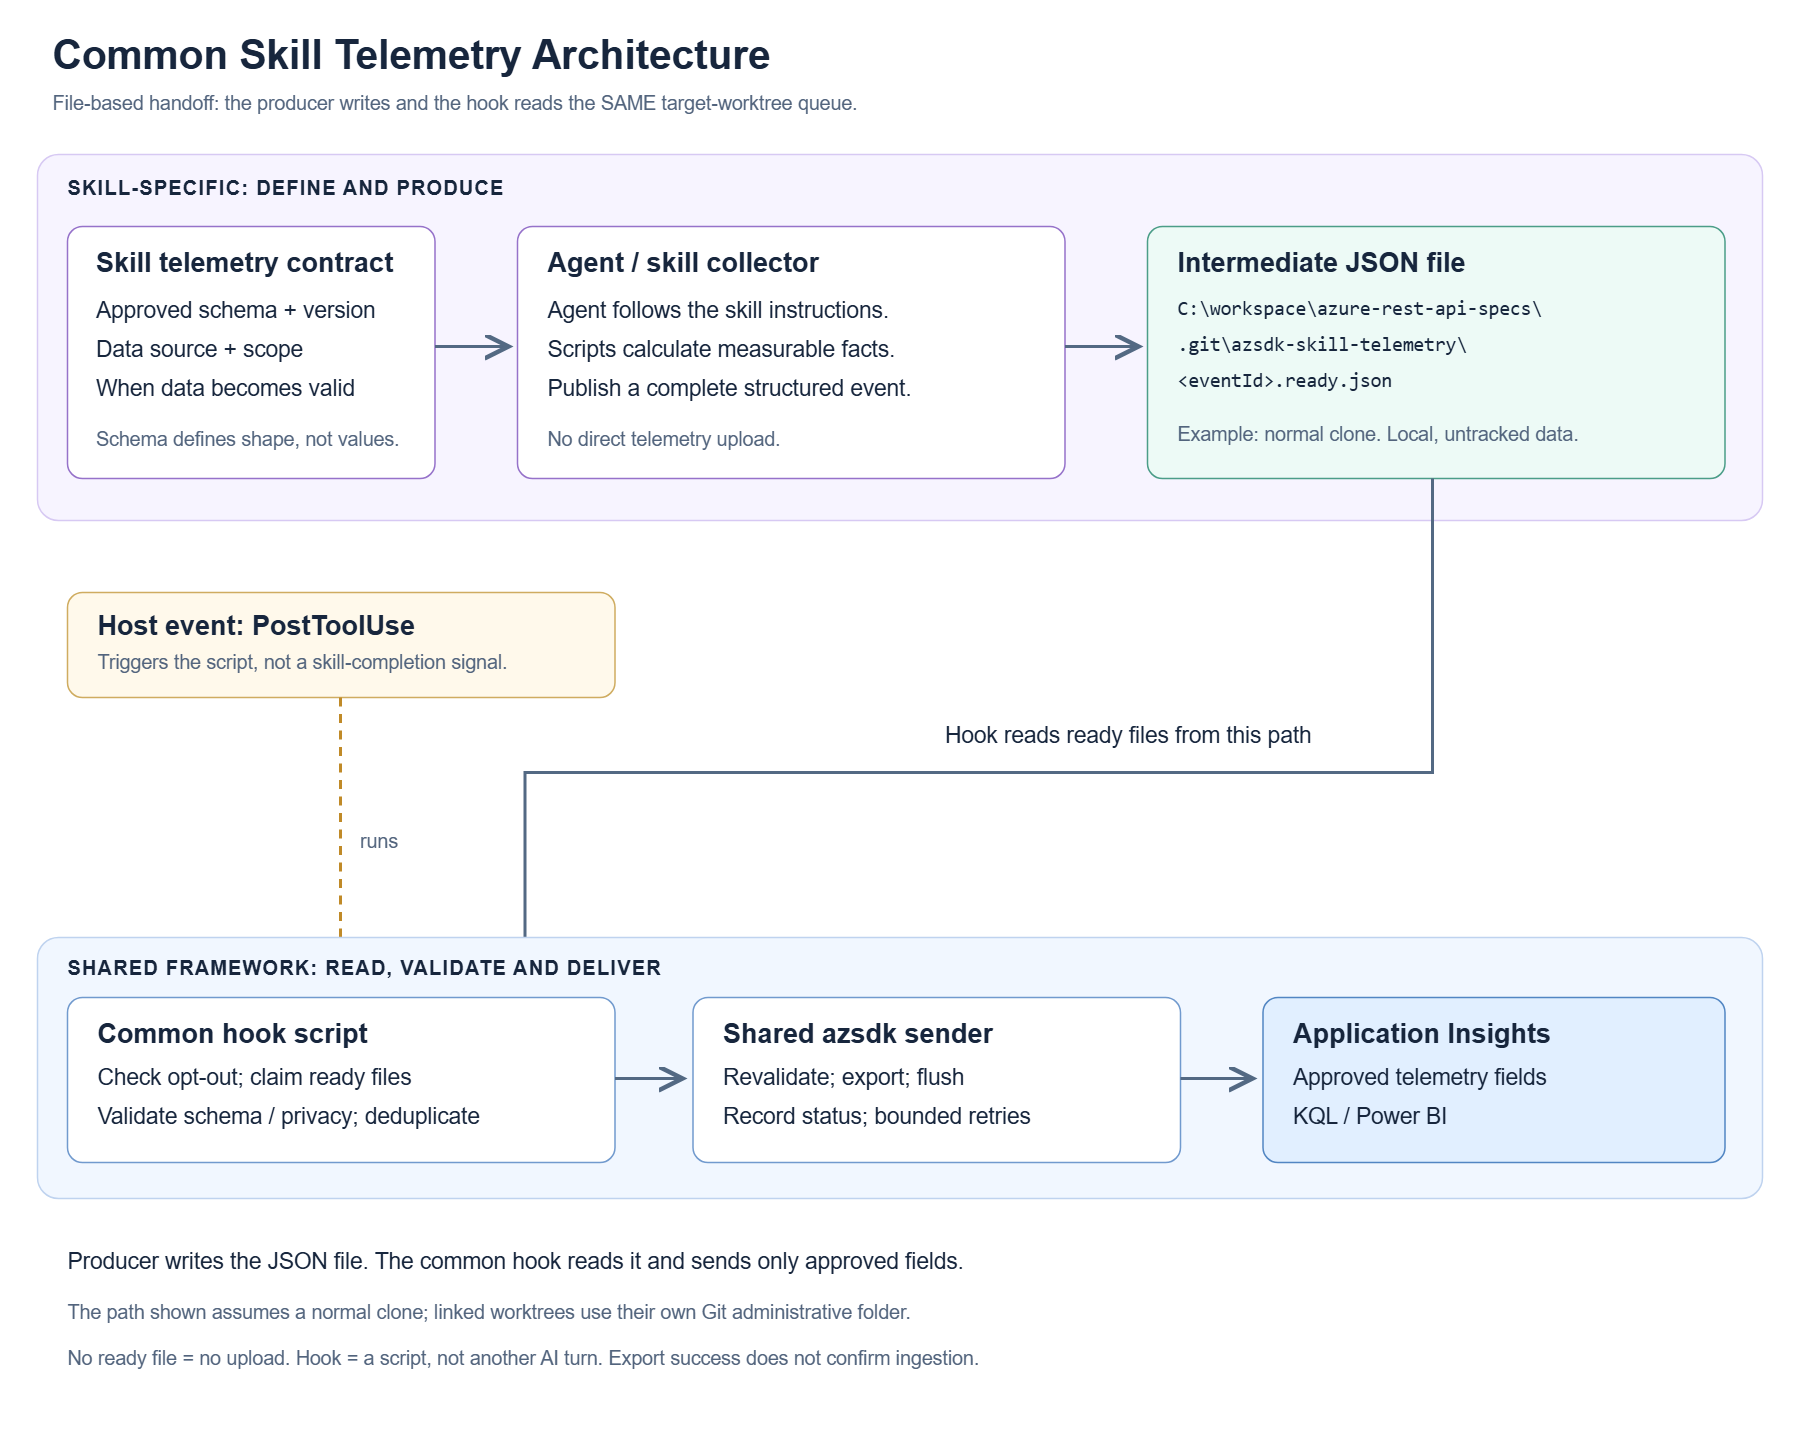 Common Skill Telemetry Architecture
File-based handoff: the producer writes and the hook reads the SAME target-worktree queue.
SKILL-SPECIFIC: DEFINE AND PRODUCE
Skill telemetry contract
Approved schema + version
Data source + scope
When data becomes valid
Schema defines shape, not values.
Agent / skill collector
Agent follows the skill instructions.
Scripts calculate measurable facts.
Publish a complete structured event.
No direct telemetry upload.
Intermediate JSON file
C:\workspace\azure-rest-api-specs\
.git\azsdk-skill-telemetry\
<eventId>.ready.json
Example: normal clone. Local, untracked data.
Host event: PostToolUse
Triggers the script, not a skill-completion signal.
Hook reads ready files from this path
runs
SHARED FRAMEWORK: READ, VALIDATE AND DELIVER
Common hook script
Check opt-out; claim ready files
Validate schema / privacy; deduplicate
Shared azsdk sender
Revalidate; export; flush
Record status; bounded retries
Application Insights
Approved telemetry fields
KQL / Power BI
Producer writes the JSON file. The common hook reads it and sends only approved fields.
The path shown assumes a normal clone; linked worktrees use their own Git administrative folder.
No ready file = no upload. Hook = a script, not another AI turn. Export success does not confirm ingestion.